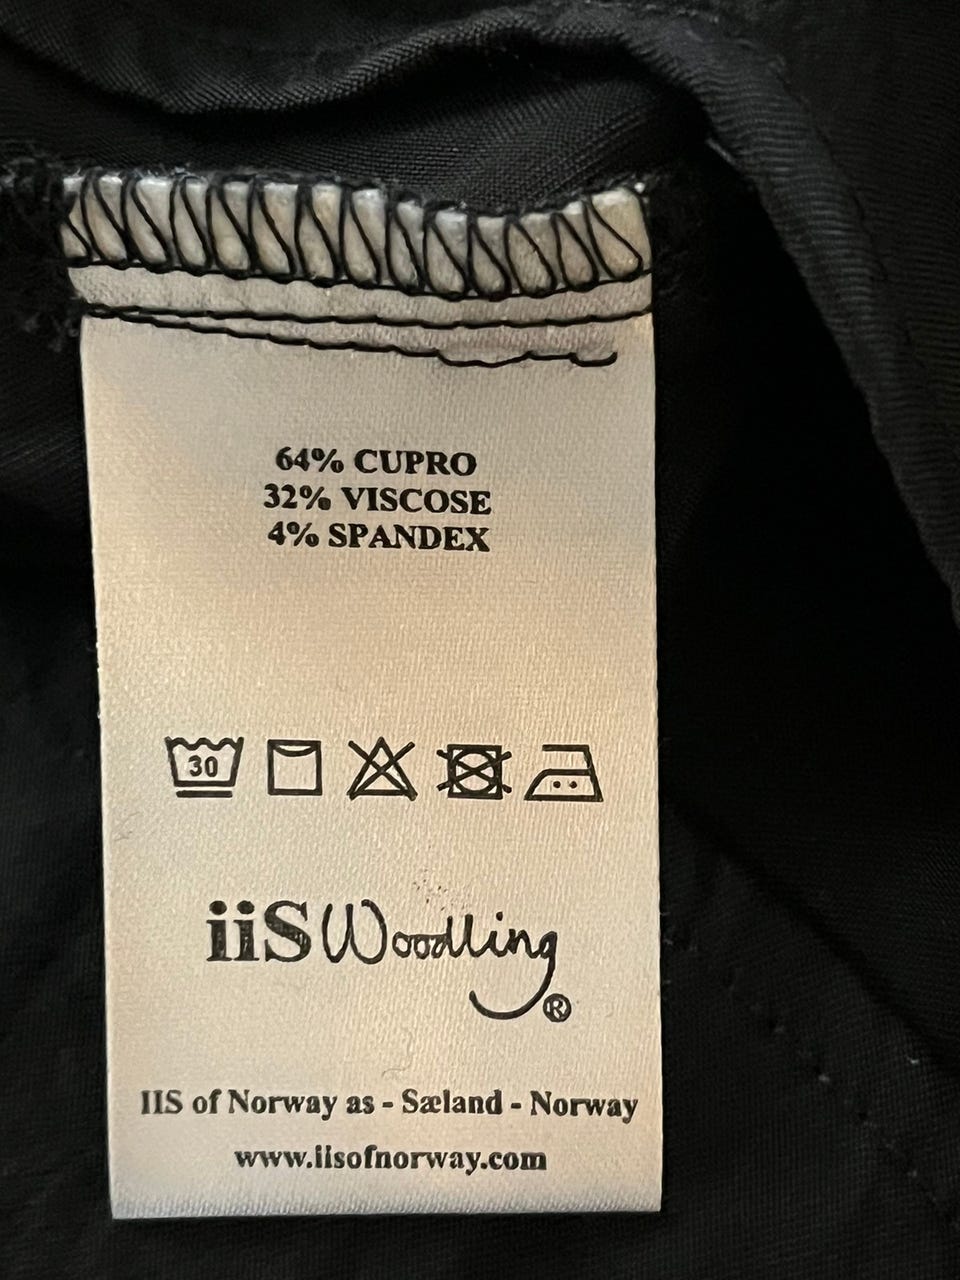 64% CUPRO
32% VISCOSE
4% SPANDEX
30
iiS Woodling ®
IIS of Norway as - Sæland - Norway
www.iisofnorway.com